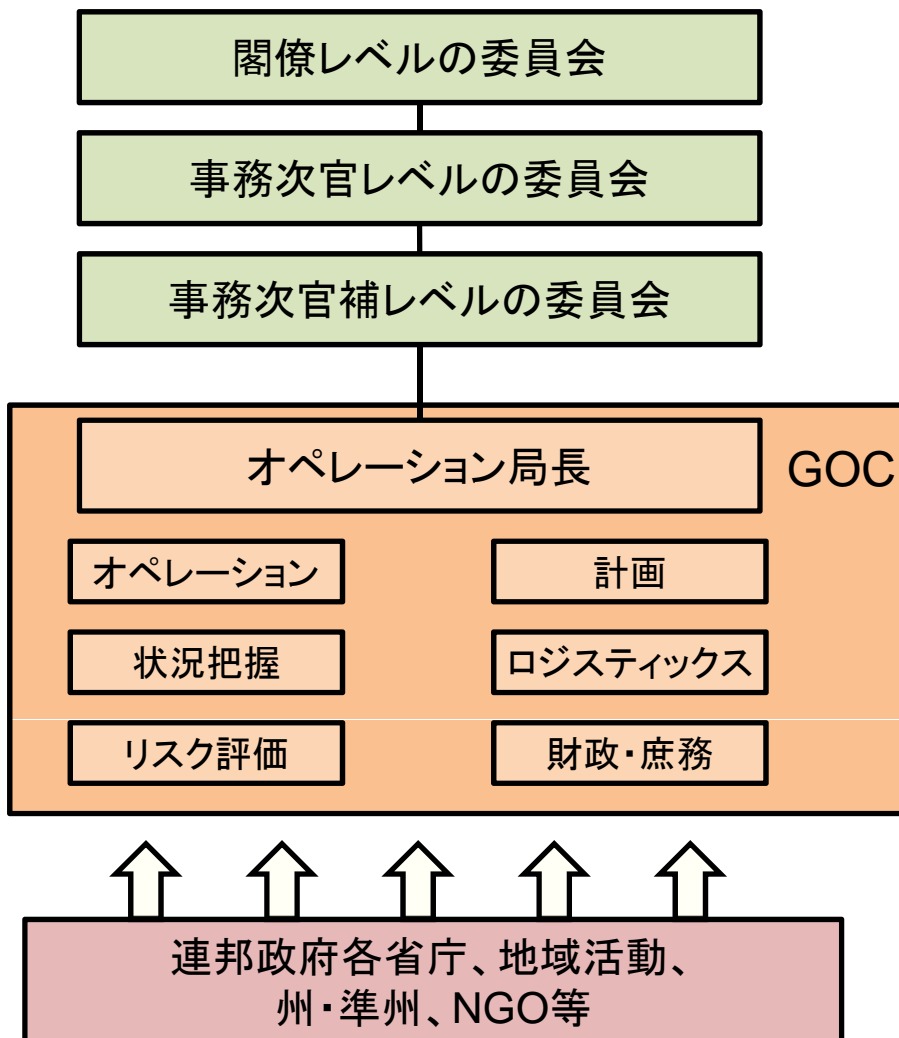 閣僚レベルの委員会
事務次官レベルの委員会
事務次官補レベルの委員会
オペレーション局長
GOC
オペレーション
計画
状況把握
ロジスティックス
リスク評価
財政・庶務
連邦政府各省庁、地域活動、
州・準州、NGO等